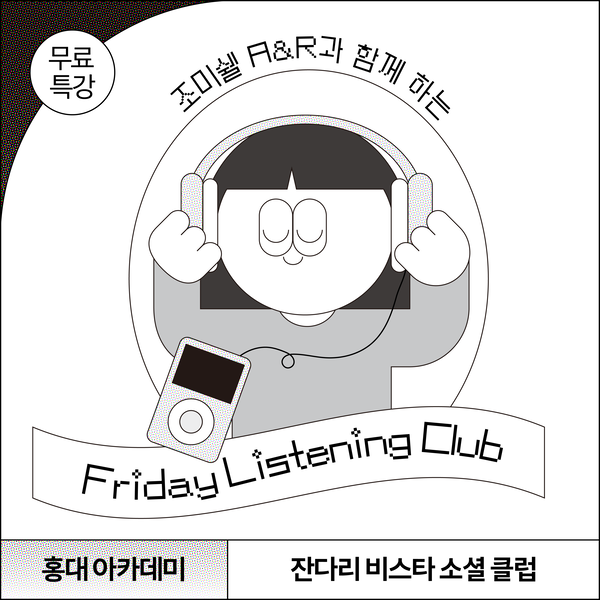 무료
특강
조미쉘 A&R과 함께 하는
Friday Listening Club
홍대 아카데미
잔다리 비스타 소셜 클럽